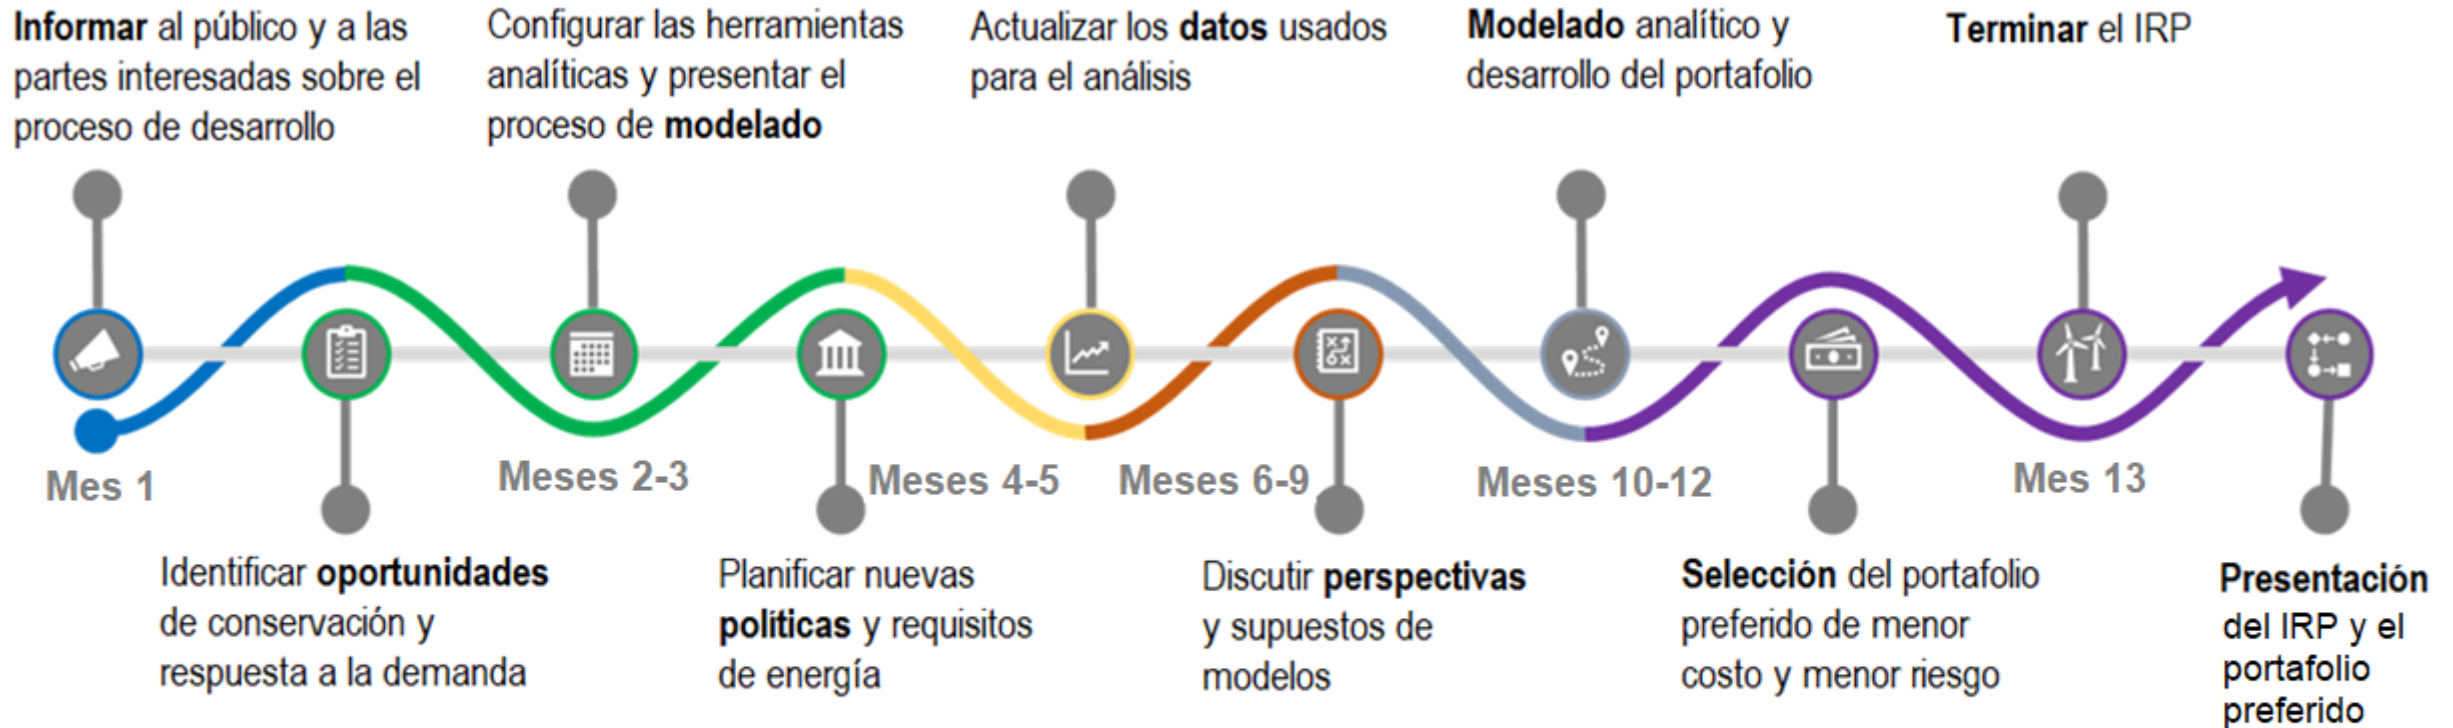 Informar al público y a las
partes interesadas sobre el
proceso de desarrollo
Configurar las herramientas
analíticas y presentar el
proceso de modelado
Actualizar los datos usados
para el análisis
Modelado analítico y
desarrollo del portafolio
Terminar el IRP
Mes 1
Meses 2-3
Meses 4-5
Meses 6-9
Meses 10-12
Mes 13
Identificar oportunidades
de conservación y
respuesta a la demanda
Planificar nuevas
políticas y requisitos
de energía
Discutir perspectivas
y supuestos de
modelos
Selección del portafolio
preferido de menor
costo y menor riesgo
Presentación
del IRP y el
portafolio
preferido